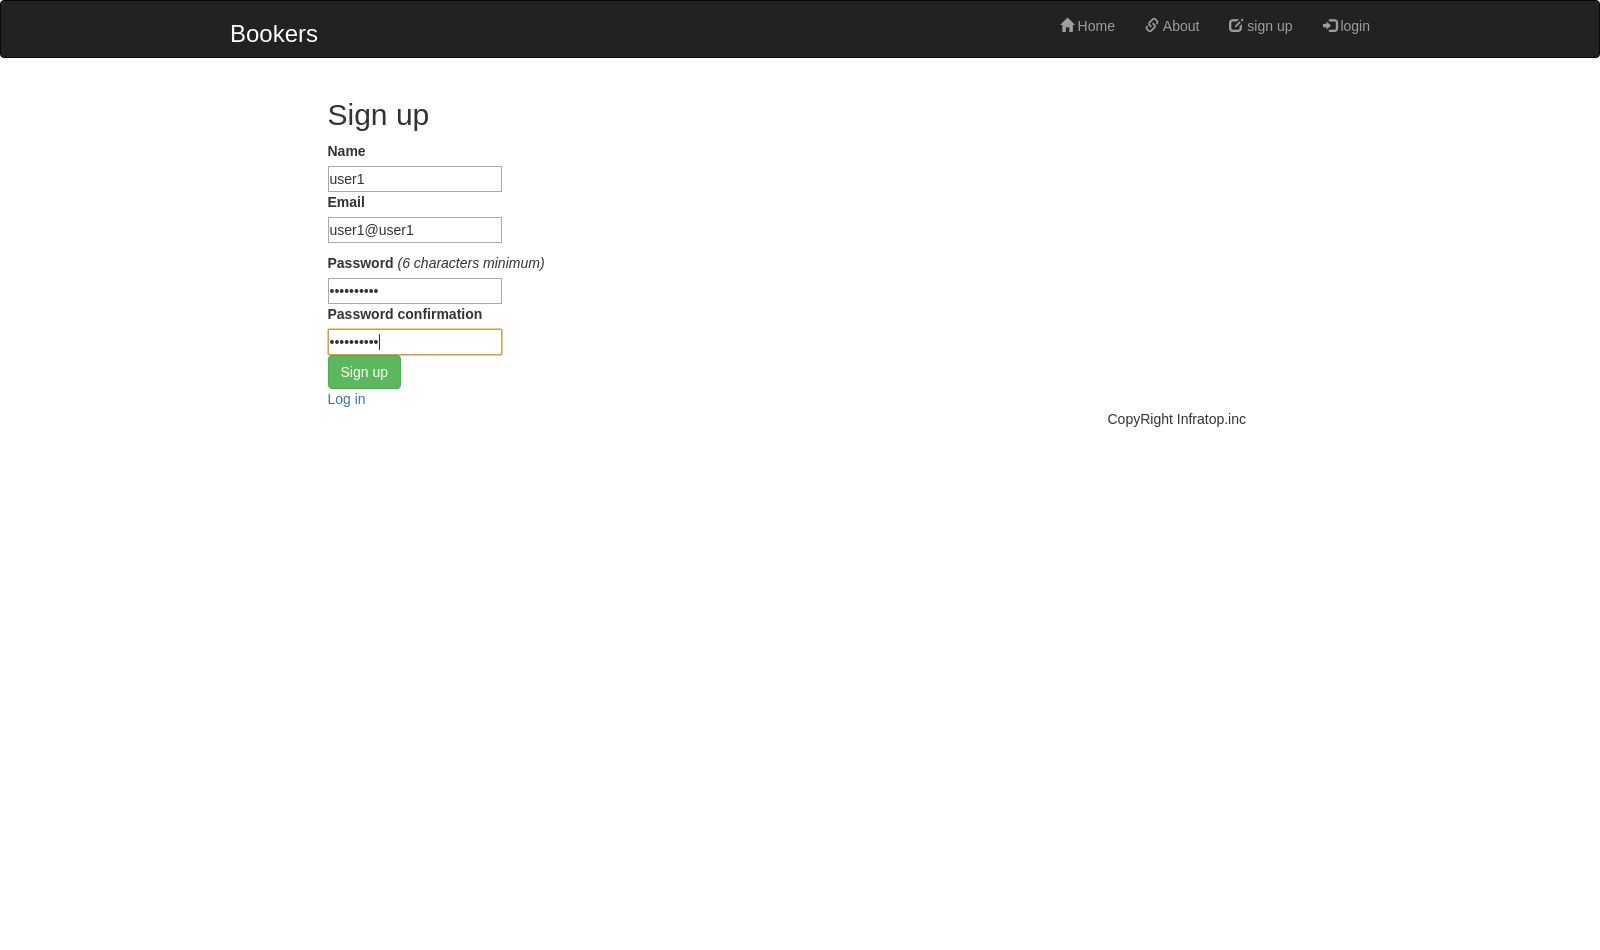 Bookers
Home About sign up login
Sign up
Name
user1
Email
user1@user1
Password (6 characters minimum)
••••••••••
Password confirmation
••••••••••
Sign up
Log in
CopyRight Infratop.inc